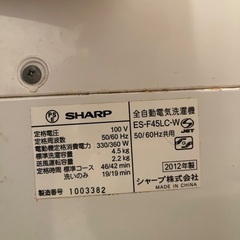 SHARP
全自動電気洗濯機
ES-F45LC-W
定格電圧 100 V
定格周波数 50/60 Hz
電動機定格消費電力 330/360 W
標準洗濯容量 4.5 kg
送風運転容量 2.2 kg
定格時間 標準コース 46/42 min
洗いのみ 19/19 min
製造番号 1003382
50/60Hz共用
JET
2012年製
シャープ株式会社
MADE IN CHINA